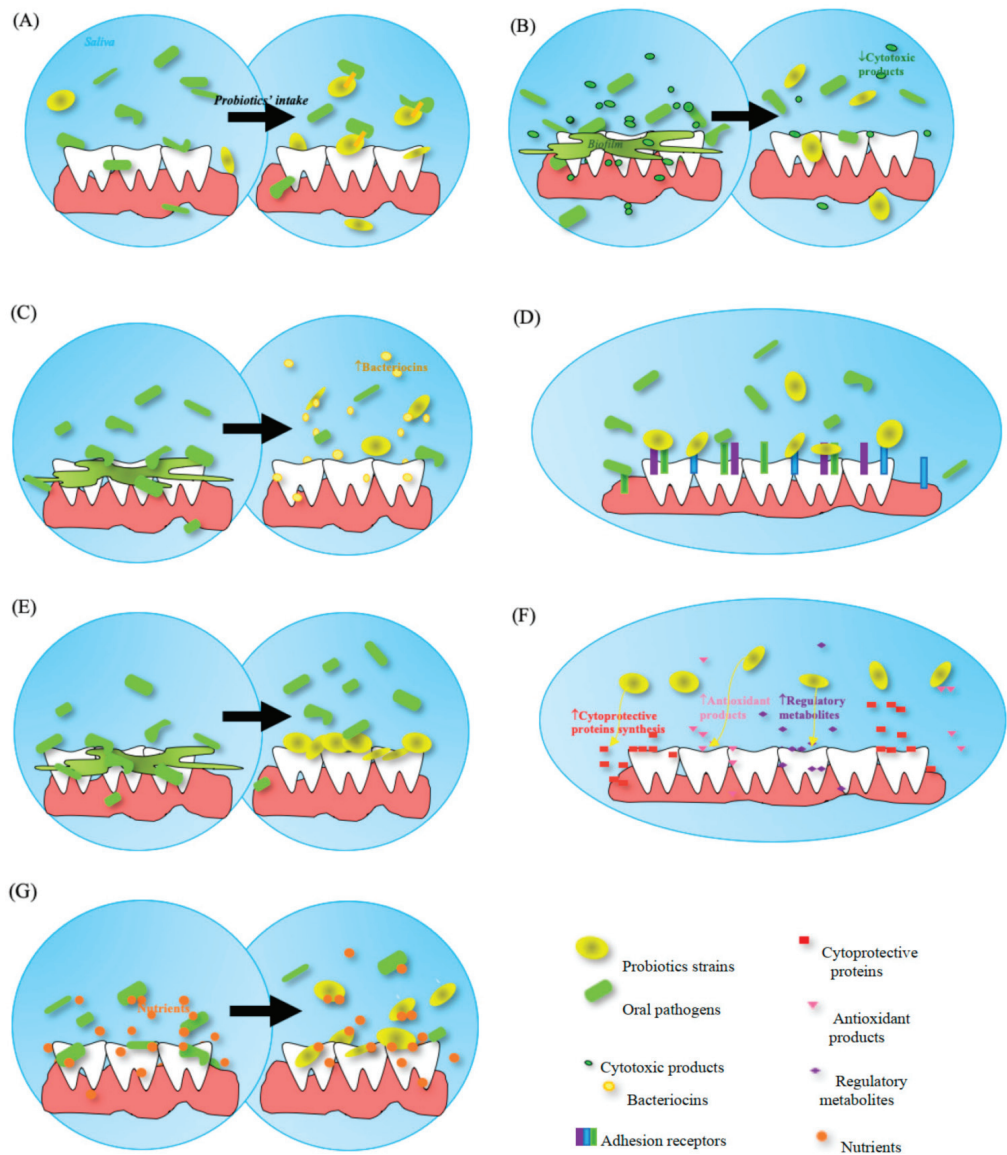 (A)
Saliva
Probiotics' intake
(B)
↓Cytotoxic
products
Biofilm
(C)
↑Bacteriocins
(D)
(E)
(F)
↑Cytoprotective
proteins synthesis
↑Antioxidant
products
↑Regulatory
metabolites
(G)
Nutrients
Probiotics strains
Oral pathogens
Cytotoxic products
Bacteriocins
Adhesion receptors
Cytoprotective
proteins
Antioxidant
products
Regulatory
metabolites
Nutrients